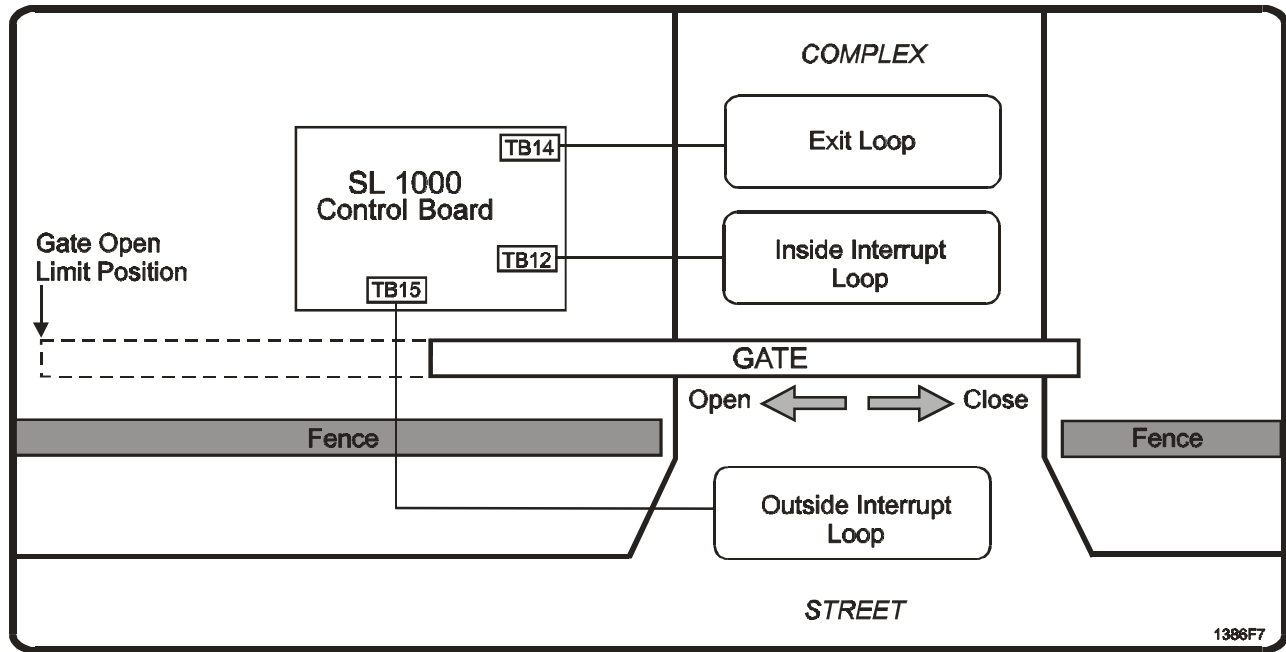 COMPLEX
Exit Loop
TB14
SL 1000
Control Board
Inside Interrupt
Loop
TB12
Gate Open
Limit Position
TB15
GATE
Open
Close
Fence
Fence
Outside Interrupt
Loop
STREET
1386F7